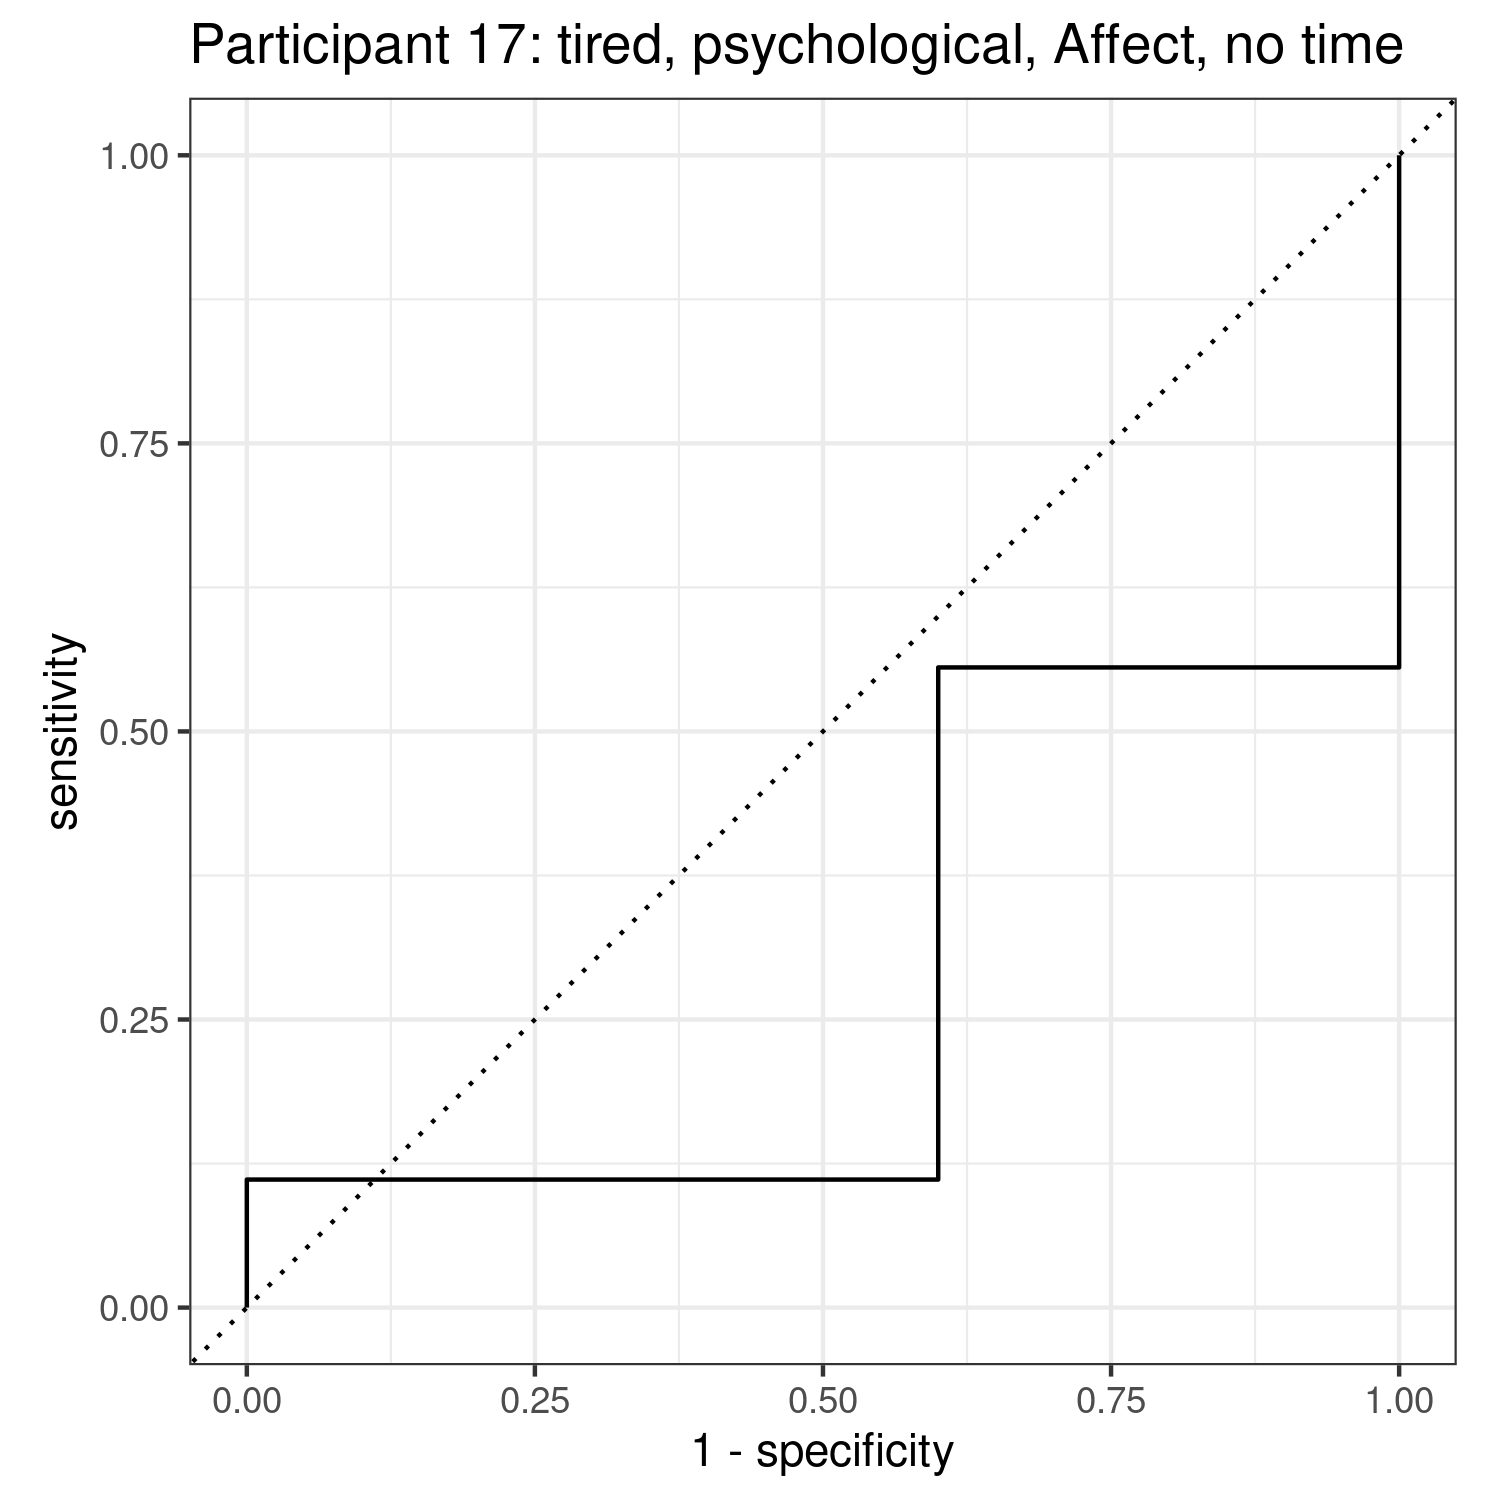 Participant 17: tired, psychological, Affect, no time
1.00
0.75
0.50
0.25
0.00
sensitivity
0.00 0.25 0.50 0.75 1.00
1 - specificity